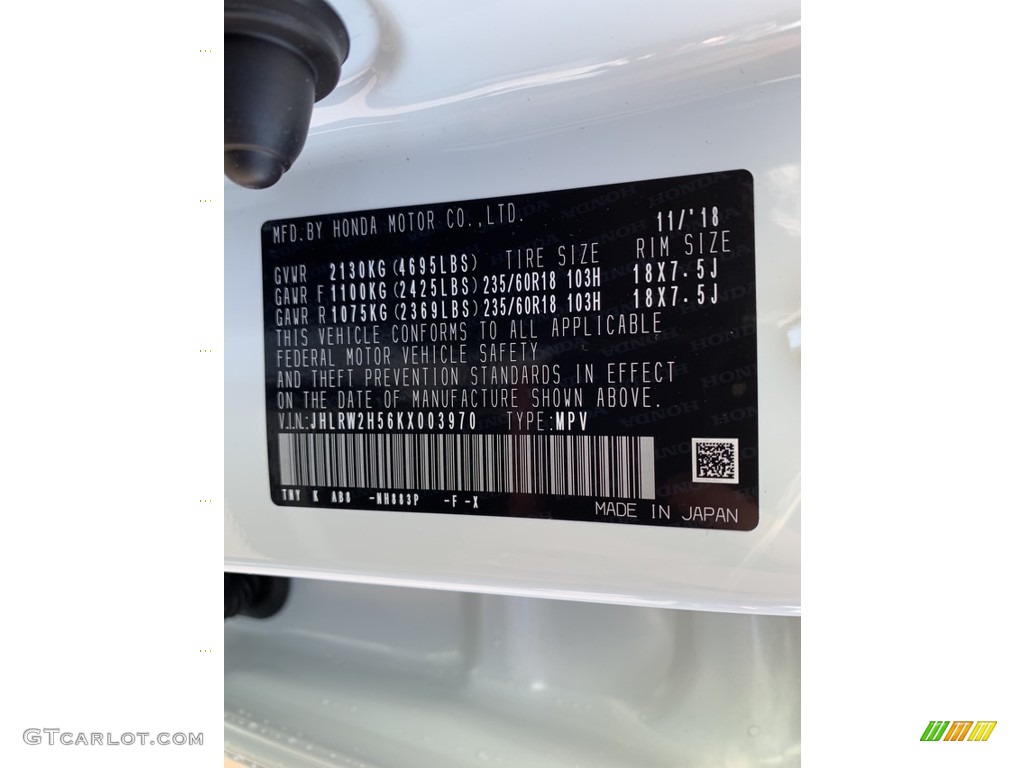 MFD.BY HONDA MOTOR CO.,LTD. 11/'18
GVWR 2130KG(4695LBS) TIRE SIZE RIM SIZE
GAWR F1100KG(2425LBS)235/60R18 103H 18X7.5J
GAWR R1075KG(2369LBS)235/60R18 103H 18X7.5J
THIS VEHICLE CONFORMS TO ALL APPLICABLE
FEDERAL MOTOR VEHICLE SAFETY
AND THEFT PREVENTION STANDARDS IN EFFECT
ON THE DATE OF MANUFACTURE SHOWN ABOVE.
V.I.N.:JHLRW2H56KX003970 TYPE:MPV
TNY K AB8 -NH883P -F -X
MADE IN JAPAN
GTCARLOT.COM